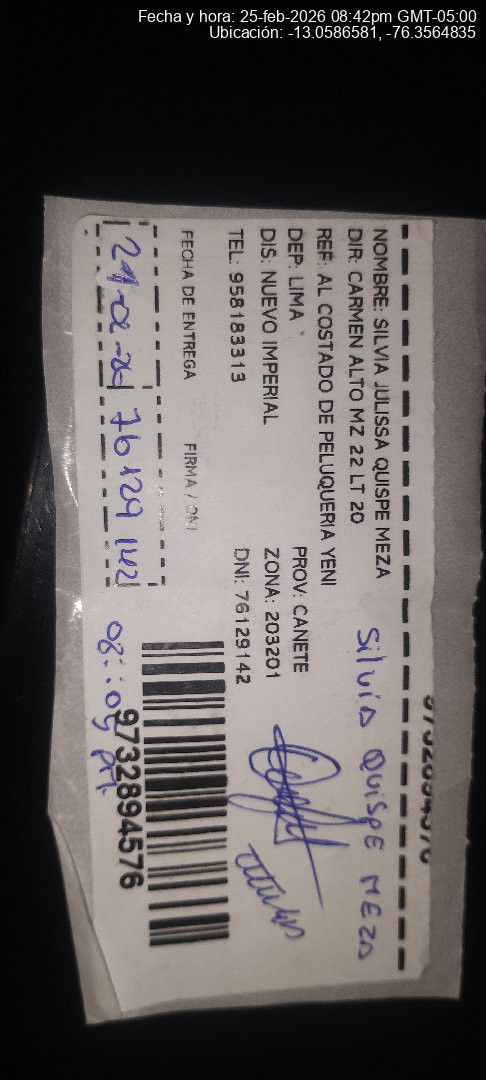 Fecha y hora: 25-feb-2026 08:42pm GMT-05:00
Ubicación: -13.0586581, -76.3564835
9732894576
NOMBRE: SILVIA JULISSA QUISPE MEZA
DIR: CARMEN ALTO MZ 22 LT 20
Silvia QUISPE MEZA
REF: AL COSTADO DE PELUQUERIA YENI
DEP: LIMA PROV: CANETE
DIS: NUEVO IMPERIAL ZONA: 203201
TEL: 958183313 DNI: 76129142
titular
FECHA DE ENTREGA FIRMA / DNI
76129142
08:09 PM
9732894576